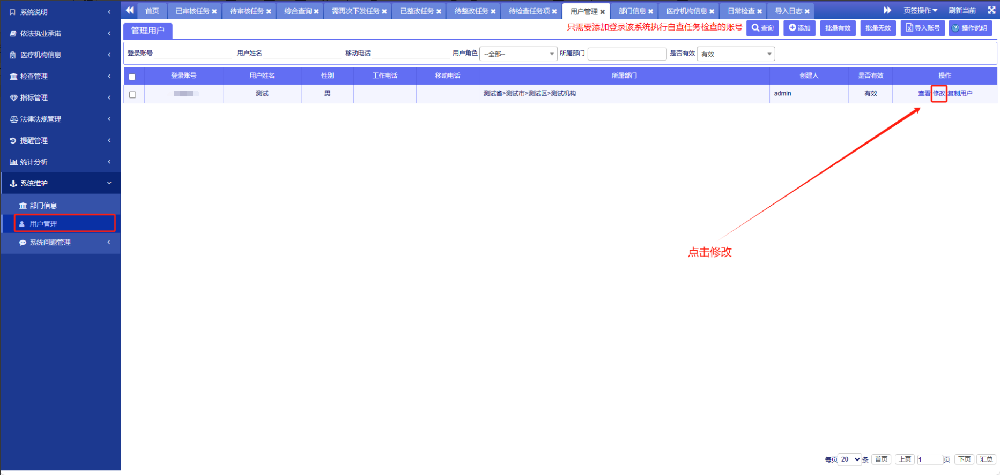 系统说明
依法执业承诺
医疗机构信息
检查管理
指标管理
法律法规管理
提醒管理
统计分析
系统维护
部门信息
用户管理
系统问题管理
首页 已审核任务 待审核任务 综合查询 需再次下发任务 已整改任务 待整改任务 待检查任务项 用户管理 部门信息 医疗机构信息 日常检查 导入日志 页签操作 刷新当前
管理用户 只需要添加登录该系统执行自查任务检查的账号 查询 添加 批量有效 批量无效 导入账号 操作说明
登录账号 用户姓名 移动电话 用户角色 --全部-- 所属部门 是否有效 有效
登录账号 用户姓名 性别 工作电话 移动电话 所属部门 创建人 是否有效 操作
测试 男 测试省>测试市>测试区>测试机构 admin 有效 查看 修改 复制用户
点击修改
每页 20 条 首页 上页 1 页 下页 汇总